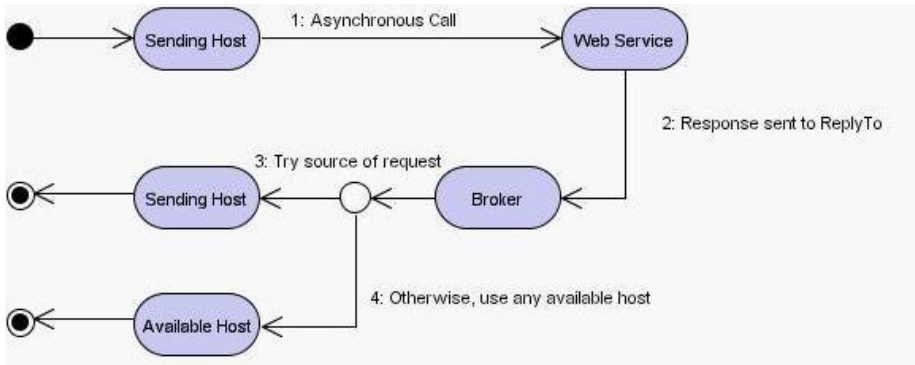 1: Asynchronous Call
Sending Host
Web Service
2: Response sent to ReplyTo
3: Try source of request
Sending Host
Broker
4: Otherwise, use any available host
Available Host